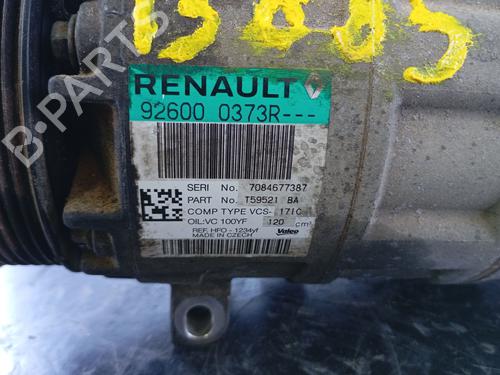 RENAULT
92600 0373R---
SERI No. 7084677387
PART No. T59521 BA
COMP TYPE VCS- 17IC
OIL:VC 100YF 120 cm³
REF. HFO - 1234yf
MADE IN CZECH
Valeo
B-PARTS